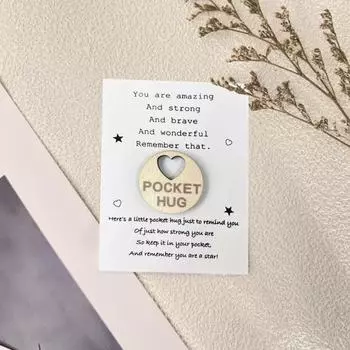 You are amazing
And strong
And brave
And wonderful
Remember that.
POCKET
HUG
Here's a little pocket hug just to remind you
Of just how strong you are
So keep it in your pocket,
And remember you are a star!